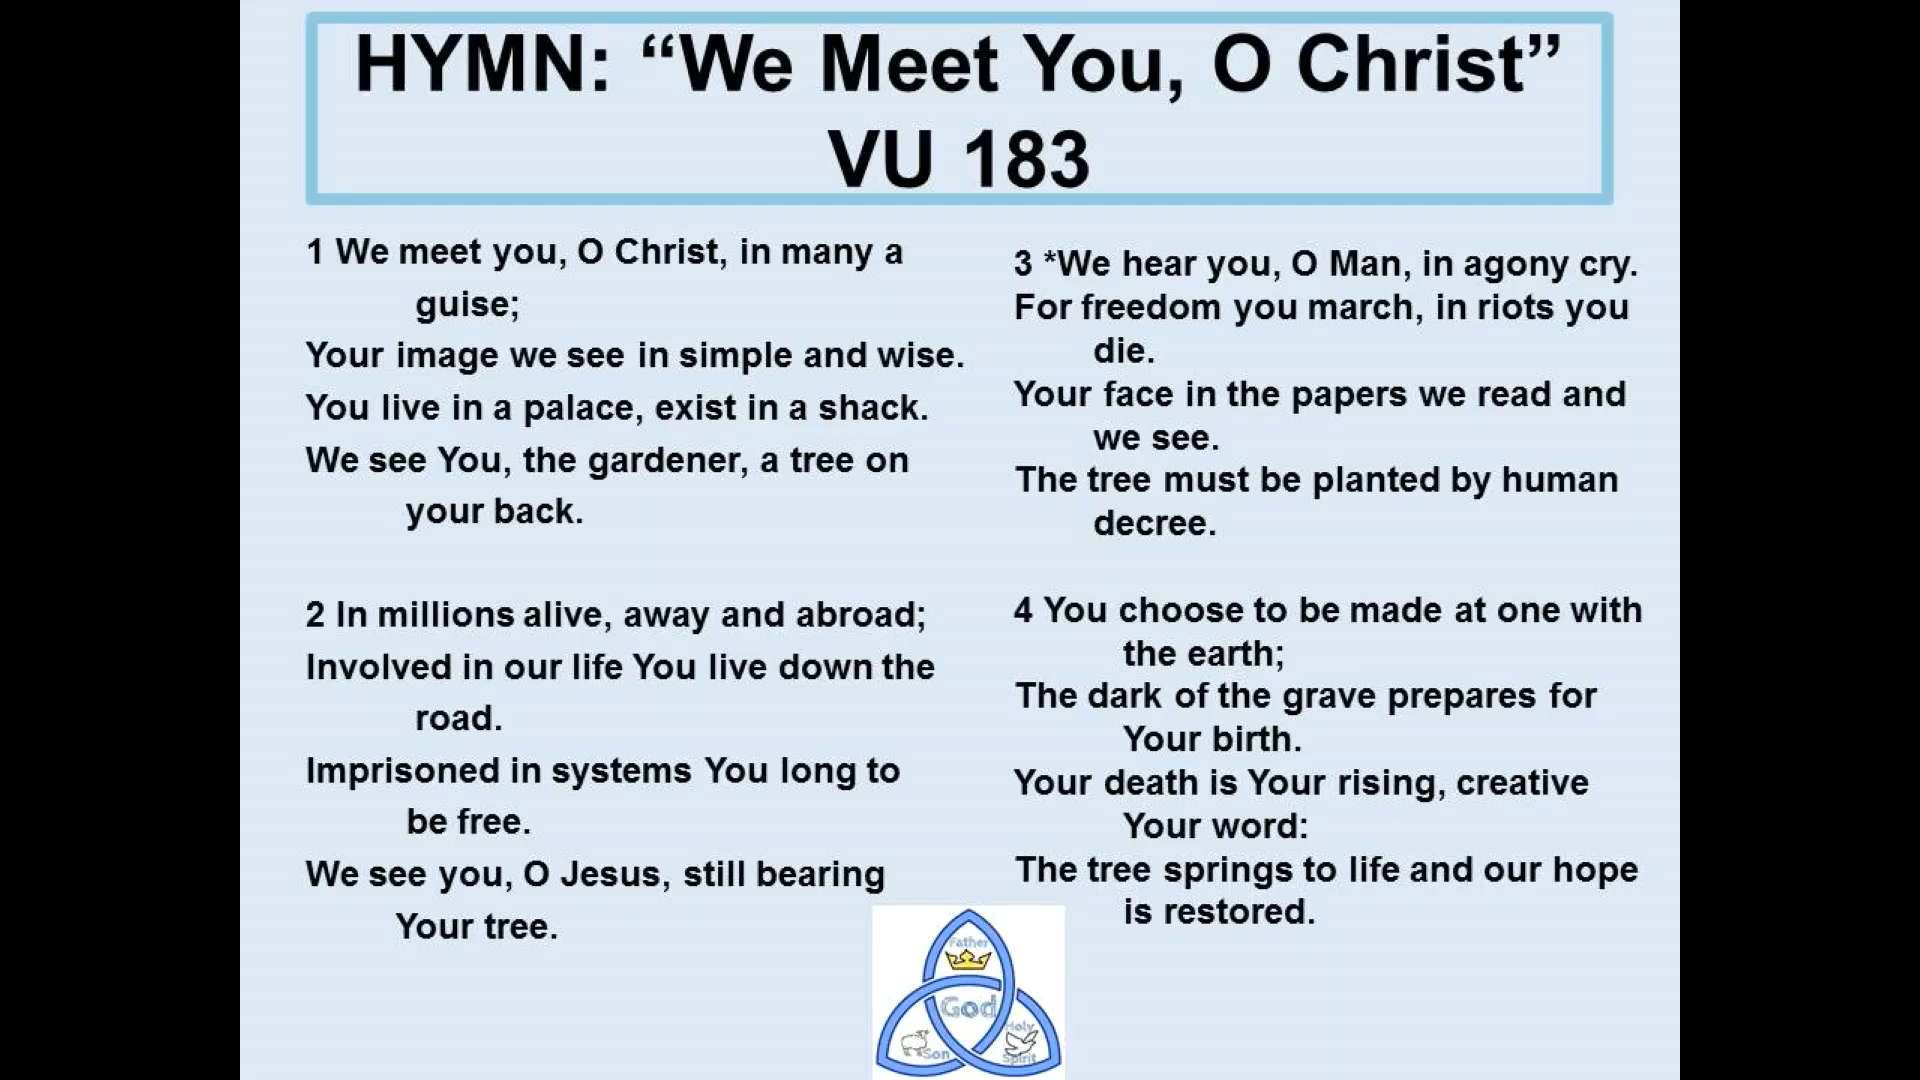 HYMN: “We Meet You, O Christ”
VU 183
1 We meet you, O Christ, in many a
guise;
Your image we see in simple and wise.
You live in a palace, exist in a shack.
We see You, the gardener, a tree on
your back.
2 In millions alive, away and abroad;
Involved in our life You live down the
road.
Imprisoned in systems You long to
be free.
We see you, O Jesus, still bearing
Your tree.
3 *We hear you, O Man, in agony cry.
For freedom you march, in riots you
die.
Your face in the papers we read and
we see.
The tree must be planted by human
decree.
4 You choose to be made at one with
the earth;
The dark of the grave prepares for
Your birth.
Your death is Your rising, creative
Your word:
The tree springs to life and our hope
is restored.
Father
God
Son
Holy
Spirit